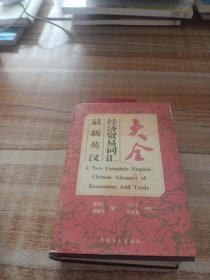 最新英汉
经济贸易词汇
大全
A New Complete English-
Chinese Glossary of
Economics And Trade